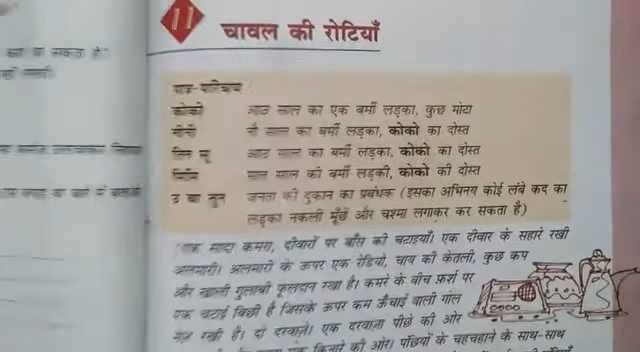 11
चावल की रोटियाँ
पात्र-परिचय
कोको आठ साल का एक बर्मी लड़का, कुछ मोटा
नीनी नौ साल का बर्मी लड़का, कोको का दोस्त
तिन सू आठ साल का बर्मी लड़का, कोको का दोस्त
मिमि सात साल की बर्मी लड़की, कोको की दोस्त
उ बा तुन जनता की दुकान का प्रबंधक (इसका अभिनय कोई लंबे कद का
लड़का नकली मूँछें और चश्मा लगाकर कर सकता है)
(एक सादा कमरा, दीवारों पर बाँस की चटाइयाँ। एक दीवार के सहारे रखी
अलमारी। अलमारी के ऊपर एक रेडियो, चाय की केतली, कुछ कप
और खाली गुलाबी फूलदान रखा है। कमरे के बीच फ़र्श पर
एक चटाई बिछी है जिसके ऊपर कम ऊँचाई वाली गोल
मेज़ रखी है। दो दरवाज़े। एक दरवाज़ा पीछे की ओर
किनारे की ओर। पंछियों के चहचहाने के साथ-साथ